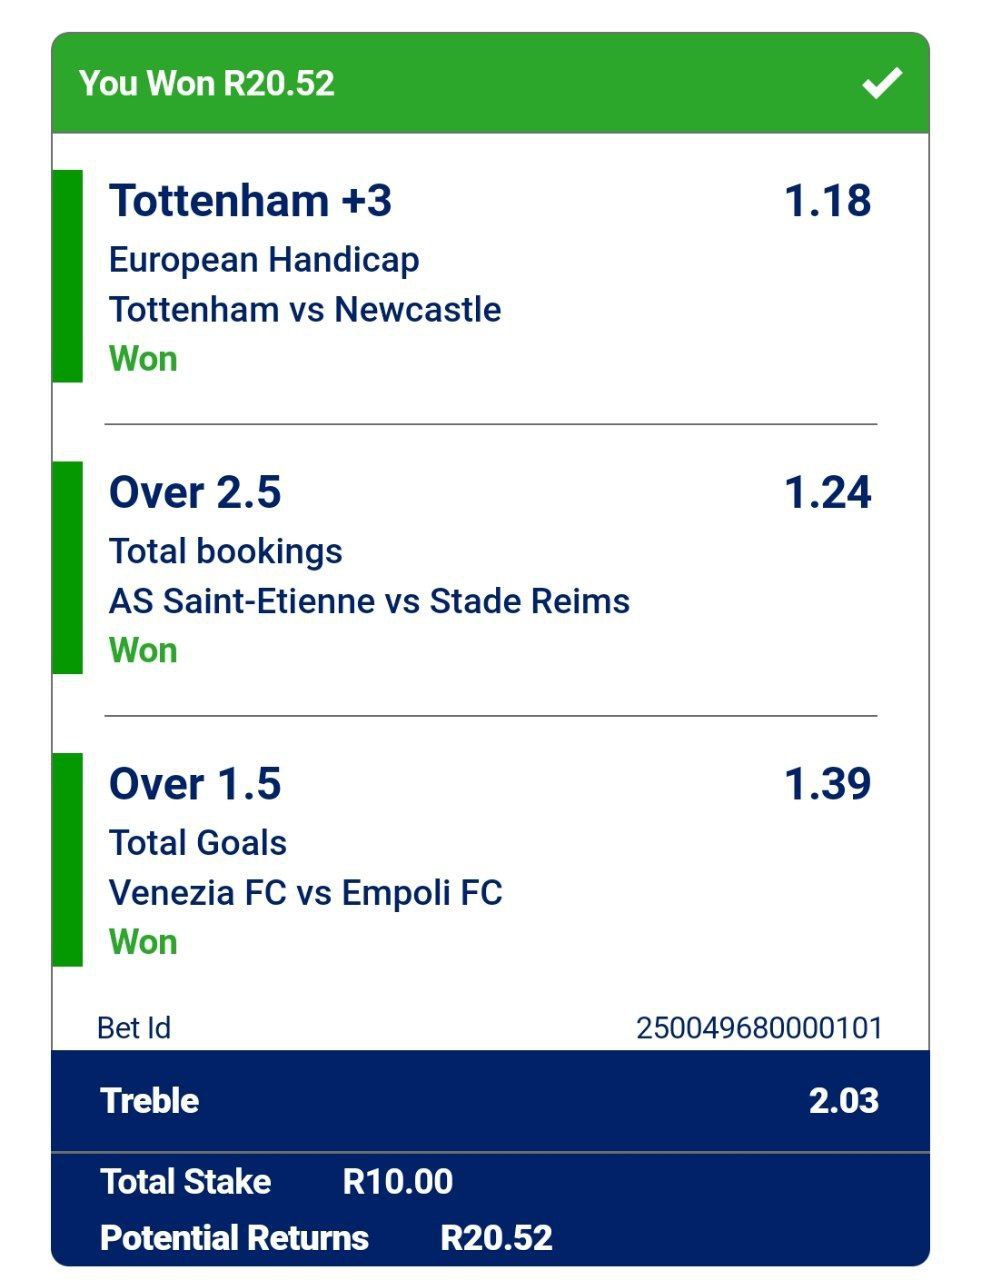 You Won R20.52
Tottenham +3 1.18
European Handicap
Tottenham vs Newcastle
Won
Over 2.5 1.24
Total bookings
AS Saint-Etienne vs Stade Reims
Won
Over 1.5 1.39
Total Goals
Venezia FC vs Empoli FC
Won
Bet Id 250049680000101
Treble 2.03
Total Stake R10.00
Potential Returns R20.52